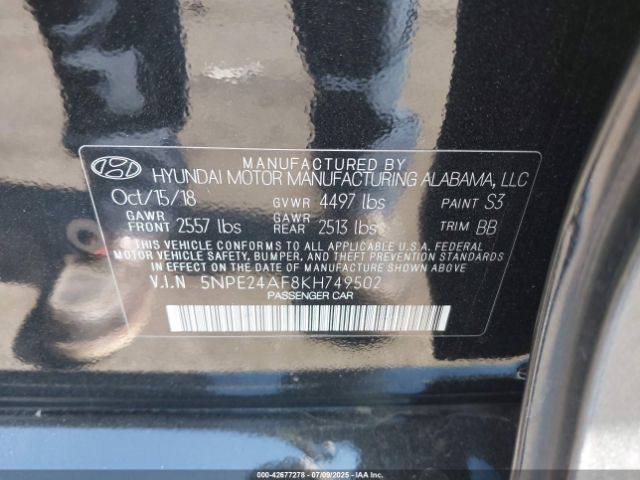 MANUFACTURED BY
HYUNDAI MOTOR MANUFACTURING ALABAMA, LLC
Oct/15/18 GVWR 4497 lbs PAINT S3
GAWR FRONT 2557 lbs GAWR REAR 2513 lbs TRIM BB
THIS VEHICLE CONFORMS TO ALL APPLICABLE U.S.A. FEDERAL
MOTOR VEHICLE SAFETY, BUMPER, AND THEFT PREVENTION STANDARDS
IN EFFECT ON THE DATE OF MANUFACTURE SHOWN ABOVE.
V.I.N 5NPE24AF8KH749502
PASSENGER CAR
000-42677278 - 07/09/2025 - IAAI.COM